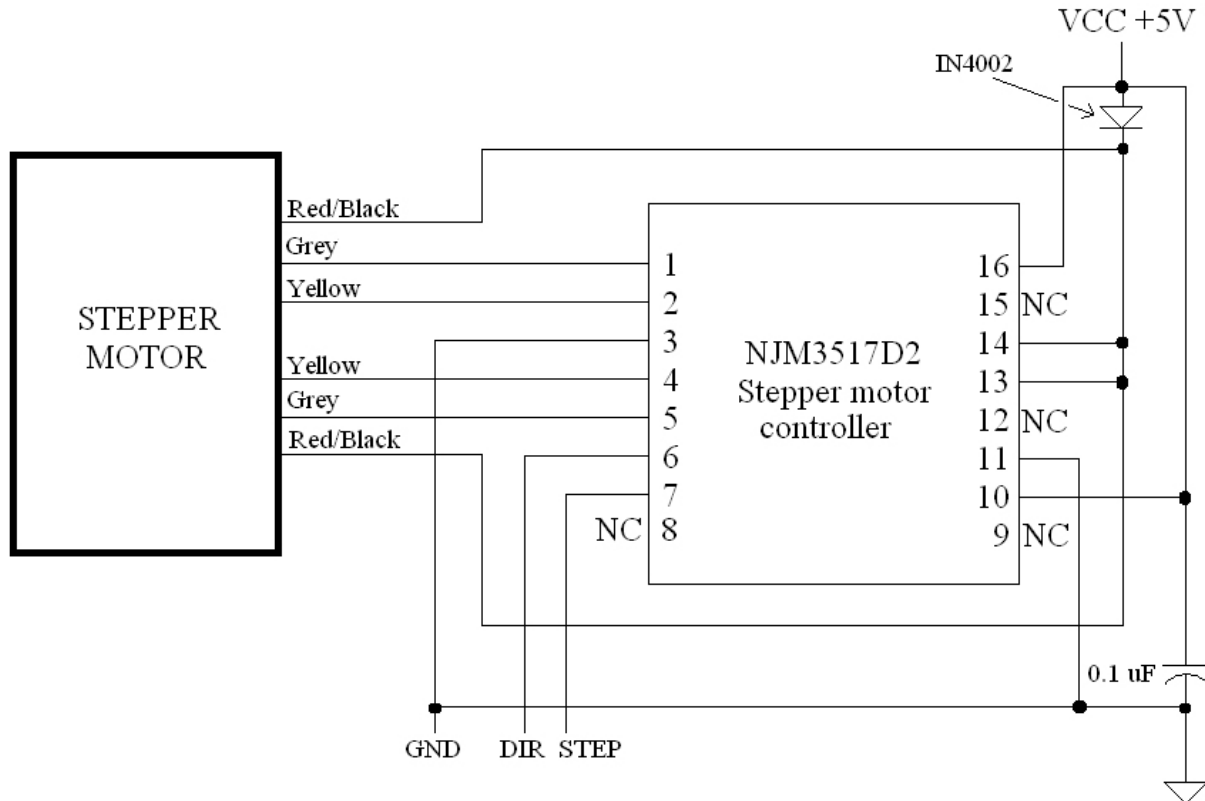 VCC +5V
IN4002
Red/Black
Grey
Yellow
Yellow
Grey
Red/Black
STEPPER
MOTOR
1
2
3
4
5
6
7
NC 8
NJM3517D2
Stepper motor
controller
16
15 NC
14
13
12 NC
11
10
9 NC
0.1 uF
GND DIR STEP